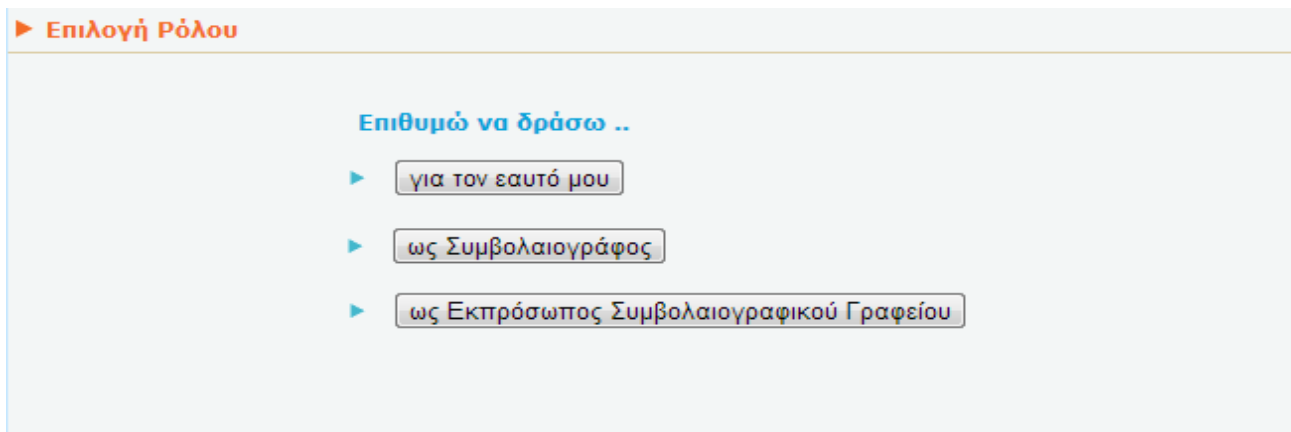 Επιλογή Ρόλου
Επιθυμώ να δράσω ..
για τον εαυτό μου
ως Συμβολαιογράφος
ως Εκπρόσωπος Συμβολαιογραφικού Γραφείου